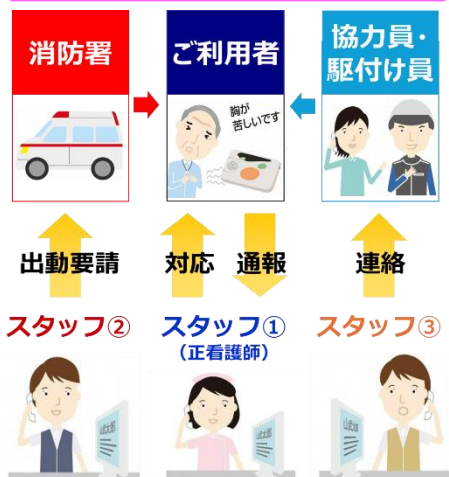 消防署
ご利用者
協力員・
駆付け員
胸が
苦しいです
出動要請
対応
通報
連絡
スタッフ②
スタッフ①
(正看護師)
スタッフ③